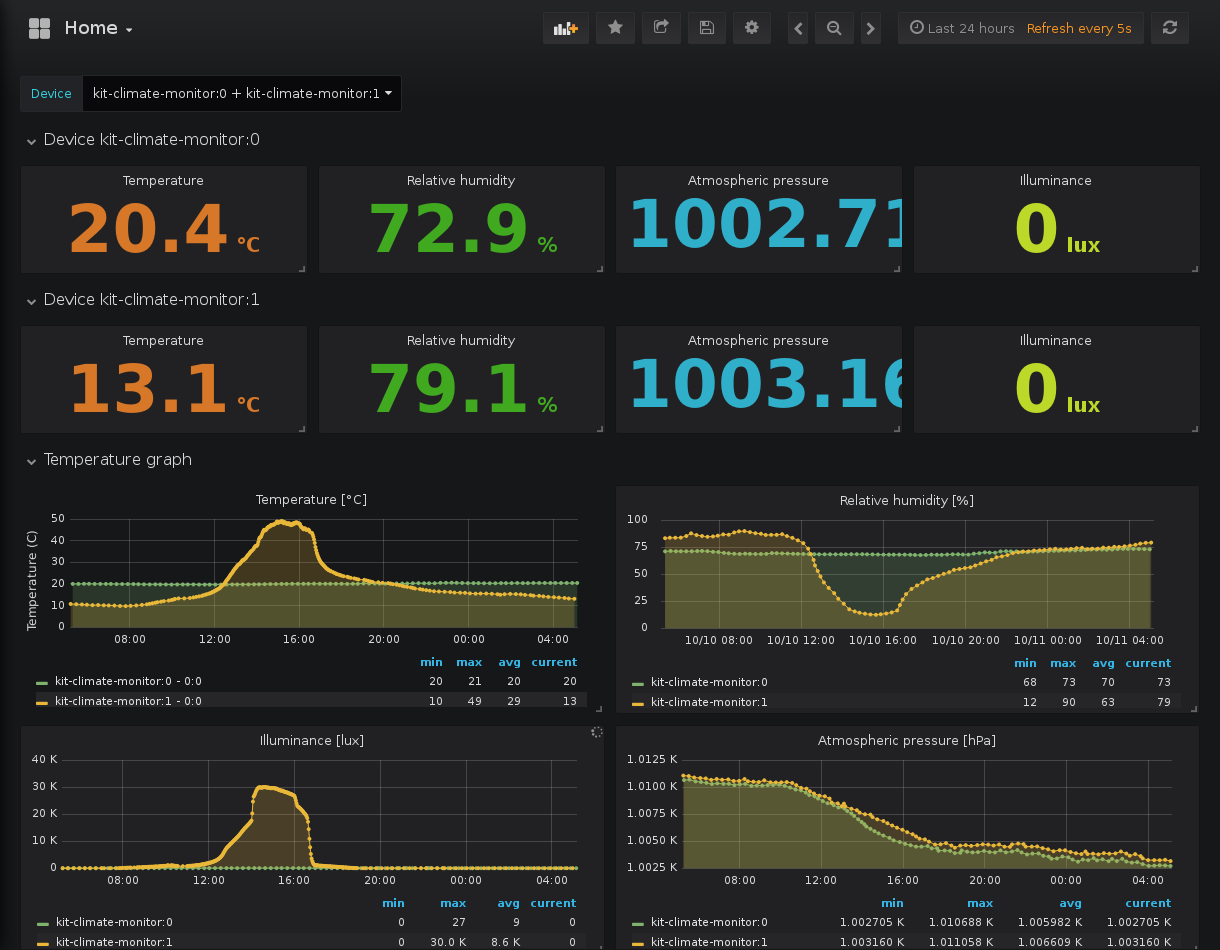 Home
Last 24 hours Refresh every 5s
Device kit-climate-monitor:0 + kit-climate-monitor:1
Device kit-climate-monitor:0
Temperature Relative humidity Atmospheric pressure Illuminance
20.4 °C 72.9 % 1002.71 0 lux
Device kit-climate-monitor:1
Temperature Relative humidity Atmospheric pressure Illuminance
13.1 °C 79.1 % 1003.16 0 lux
Temperature graph
Temperature [°C]
Temperature (C)
50
40
30
20
10
0
08:00 12:00 16:00 20:00 00:00 04:00
min max avg current
kit-climate-monitor:0 - 0:0 20 21 20 20
kit-climate-monitor:1 - 0:0 10 49 29 13
Relative humidity [%]
100
75
50
25
0
10/10 08:00 10/10 12:00 10/10 16:00 10/10 20:00 10/11 00:00 10/11 04:00
min max avg current
kit-climate-monitor:0 68 73 70 73
kit-climate-monitor:1 12 90 63 79
Illuminance [lux]
40 K
30 K
20 K
10 K
0
08:00 12:00 16:00 20:00 00:00 04:00
min max avg current
kit-climate-monitor:0 0 27 9 0
kit-climate-monitor:1 0 30.0 K 8.6 K 0
Atmospheric pressure [hPa]
1.0125 K
1.0100 K
1.0075 K
1.0050 K
1.0025 K
08:00 12:00 16:00 20:00 00:00 04:00
min max avg current
kit-climate-monitor:0 1.002705 K 1.010688 K 1.005982 K 1.002705 K
kit-climate-monitor:1 1.003160 K 1.011058 K 1.006609 K 1.003160 K